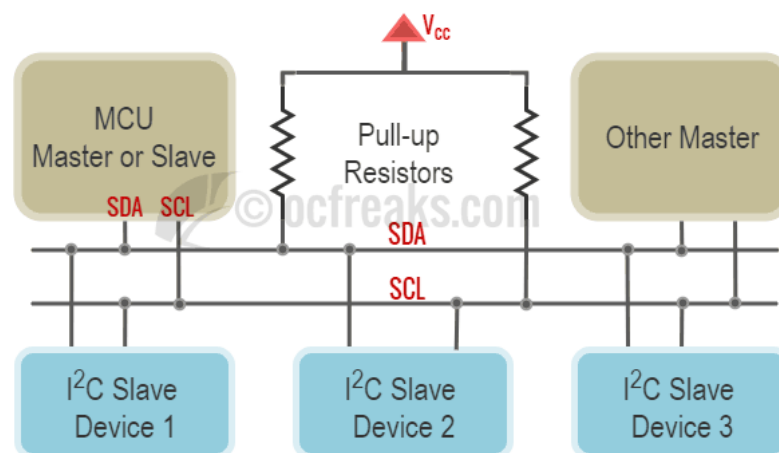 V_CC
MCU
Master or Slave
SDA SCL
Pull-up
Resistors
Other Master
© ocfreaks.com
SDA
SCL
I²C Slave
Device 1
I²C Slave
Device 2
I²C Slave
Device 3